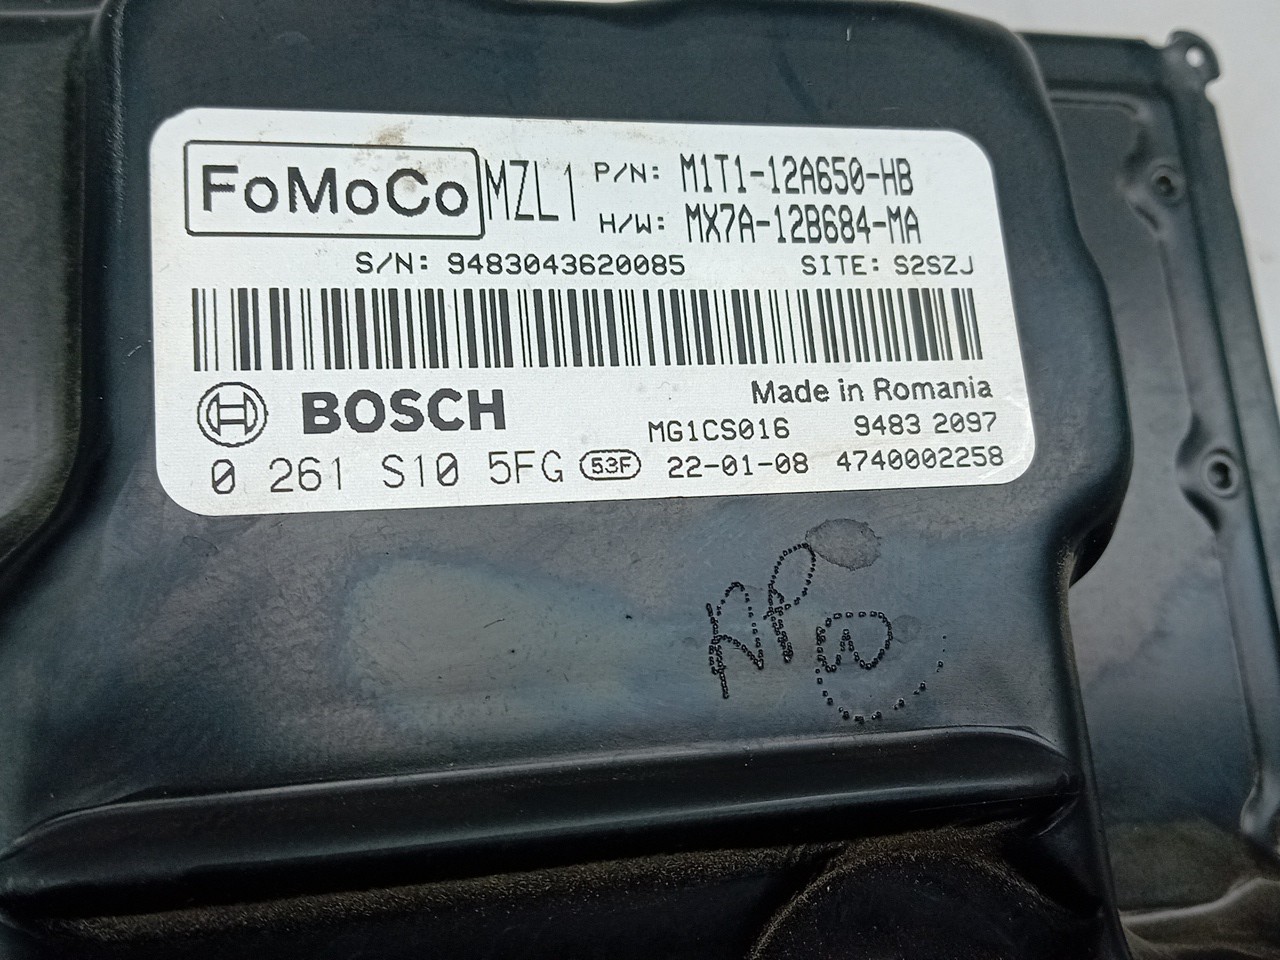 FoMoCo MZL1 P/N: M1T1-12A650-HB
H/W: MX7A-12B684-MA
S/N: 9483043620085 SITE: S2SZJ
BOSCH Made in Romania
MG1CS016 9483 2097
0 261 S10 5FG 53F 22-01-08 4740002258